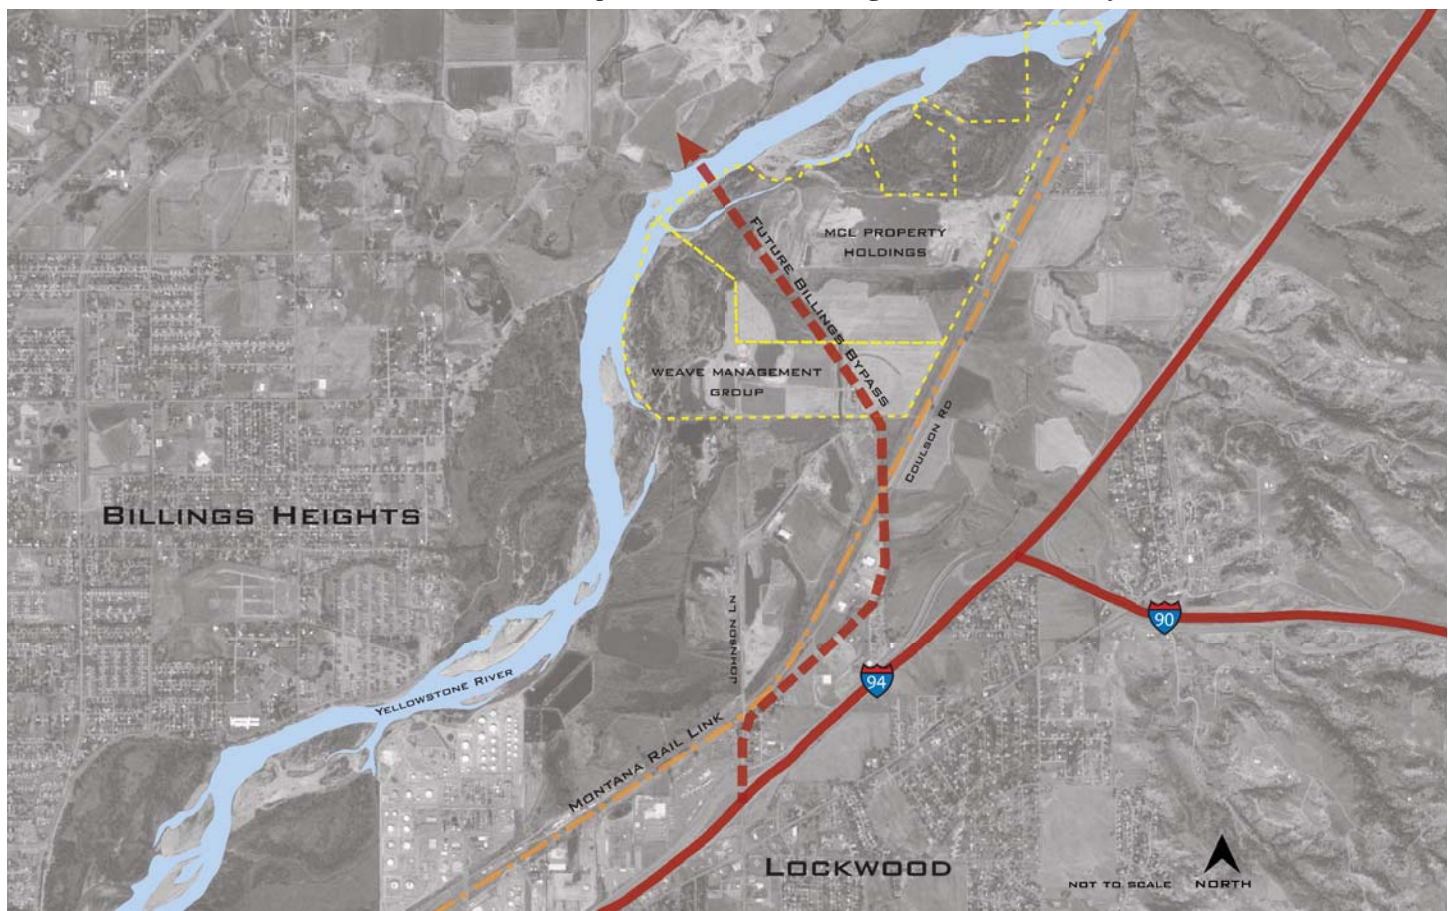 MCL PROPERTY
HOLDINGS
FUTURE BILLINGS BYPASS
WEAVE MANAGEMENT
GROUP
COULSON RD
BILLINGS HEIGHTS
JOHNSON LN
90
94
YELLOWSTONE RIVER
MONTANA RAIL LINK
LOCKWOOD
NOT TO SCALE
NORTH